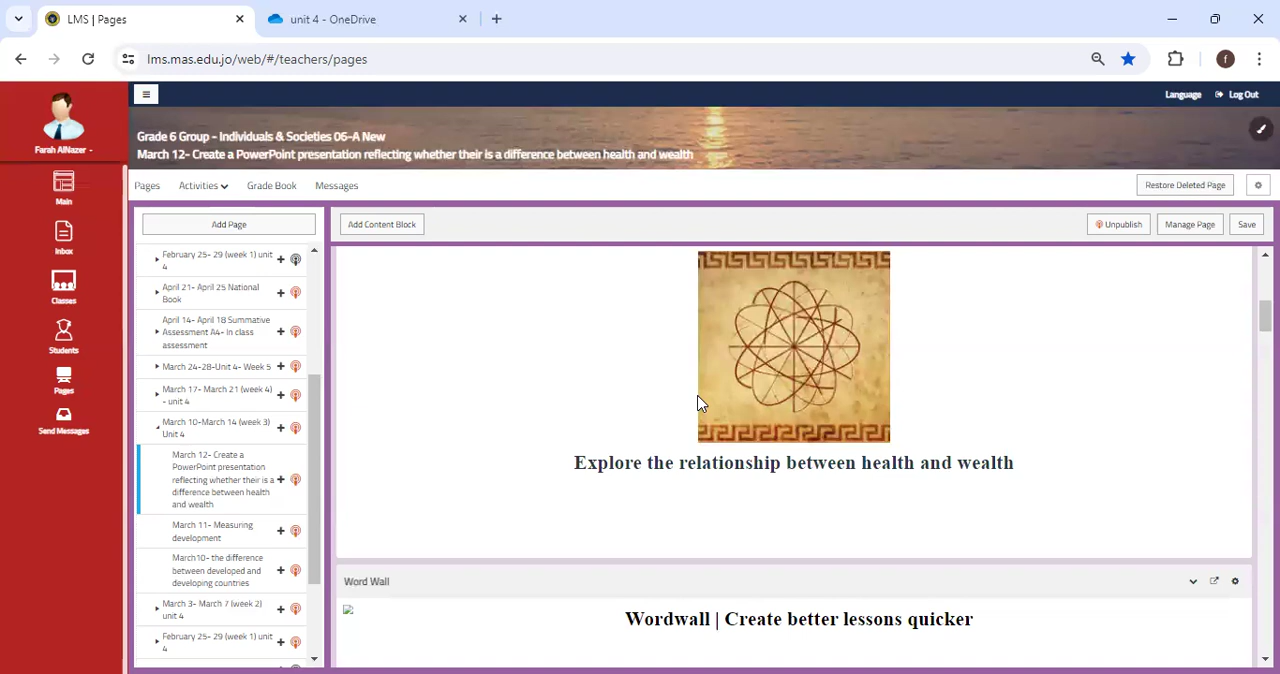 LMS | Pages
unit 4 - OneDrive
lms.mas.edu.jo/web/#/teachers/pages
f
Language
Log Out
Farah AlNazer
Grade 6 Group - Individuals & Societies 06-A New
March 12- Create a PowerPoint presentation reflecting whether their is a difference between health and wealth
Pages
Activities
Grade Book
Messages
Restore Deleted Page
Main
Inbox
Classes
Students
Pages
Send Messages
Add Page
February 25- 29 (week 1) unit
4
April 21- April 25 National
Book
April 14- April 18 Summative
Assessment A4- In class
assessment
March 24-28-Unit 4- Week 5
March 17- March 21 (week 4)
- unit 4
March 10-March 14 (week 3)
Unit 4
March 12- Create a
PowerPoint presentation
reflecting whether their is a
difference between health
and wealth
March 11- Measuring
development
March10- the difference
between developed and
developing countries
March 3- March 7 (week 2)
unit 4
February 25- 29 (week 1) unit
4
Add Content Block
Unpublish
Manage Page
Save
Explore the relationship between health and wealth
Word Wall
Wordwall | Create better lessons quicker